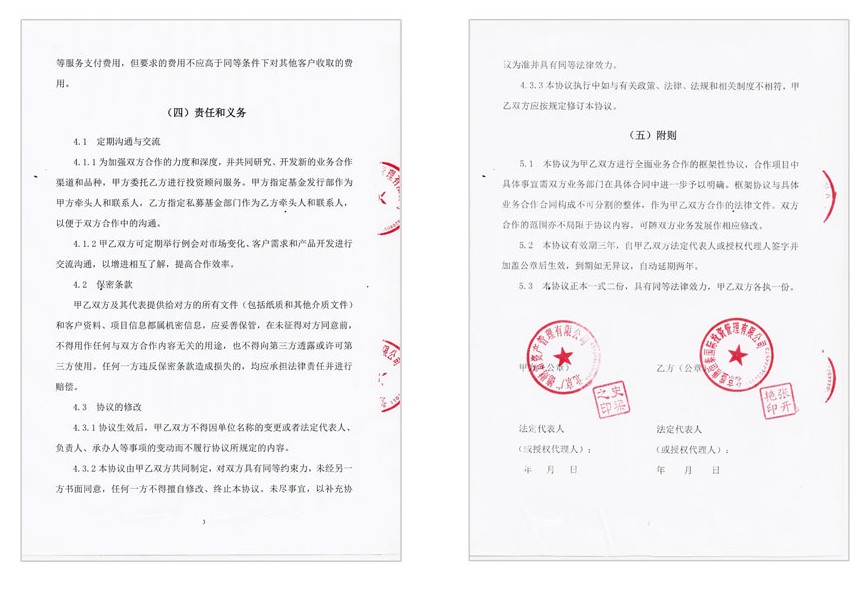 等服务支付费用，但要求的费用不应高于同等条件下对其他客户收取的费
用。
（四）责任和义务
4.1 定期沟通与交流
4.1.1为加强双方合作的力度和深度，并共同研究、开发新的业务合作
渠道和品种，甲方委托乙方进行投资顾问服务。甲方指定基金发行部作为
甲方牵头人和联系人，乙方指定私募基金部门作为乙方牵头人和联系人，
以便于双方合作中的沟通。
4.1.2甲乙双方可定期举行例会对市场变化、客户需求和产品开发进行
交流沟通，以增进相互了解，提高合作效率。
4.2 保密条款
甲乙双方及其代表提供给对方的所有文件（包括纸质和其他介质文件）
和客户资料、项目信息都属机密信息，应妥善保管，在未征得对方同意前，
不得用作任何与双方合作内容无关的用途，也不得向第三方透露或许可第
三方使用。任何一方违反保密条款造成损失的，均应承担法律责任并进行
赔偿。
4.3 协议的修改
4.3.1协议生效后，甲乙双方不得因单位名称的变更或者法定代表人、
负责人、承办人等事项的变动而不履行协议所规定的内容。
4.3.2本协议由甲乙双方共同制定，对双方具有同等约束力，未经另一
方书面同意，任何一方不得擅自修改、终止本协议。未尽事宜，以补充协
3
议为准并具有同等法律效力。
4.3.3本协议执行中如与有关政策、法律、法规和相关制度不相符，甲
乙双方应按规定修订本协议。
（五）附则
5.1 本协议为甲乙双方进行全面业务合作的框架性协议，合作项目中
具体事宜需双方业务部门在具体合同中进一步予以明确。框架协议与具体
业务合作合同构成不可分割的整体，作为甲乙双方合作的法律文件。双方
合作的范围亦不局限于协议内容，可随双方业务发展作相应修改。
5.2 本协议有效期三年，自甲乙双方法定代表人或授权代理人签字并
加盖公章后生效，到期如无异议，自动延期两年。
5.3 本协议正本一式二份，具有同等法律效力，甲乙双方各执一份。
甲方（公章） 乙方（公章
资产管理有限公司
投资管理有限公司
之史
印
张
印开
法定代表人 法定代表人
（或授权代理人）： （或授权代理人）：
年 月 日 年 月 日